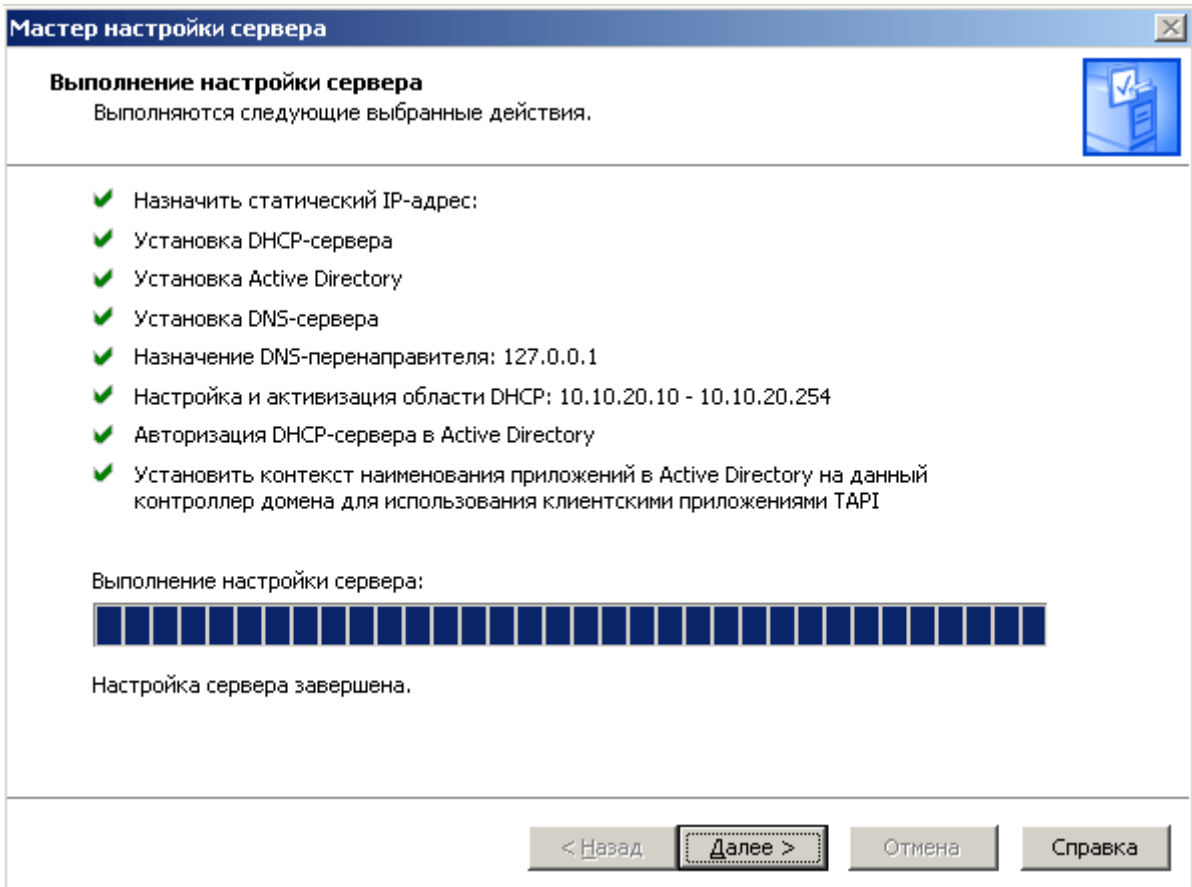 Мастер настройки сервера
Выполнение настройки сервера
Выполняются следующие выбранные действия.
Назначить статический IP-адрес:
Установка DHCP-сервера
Установка Active Directory
Установка DNS-сервера
Назначение DNS-перенаправителя: 127.0.0.1
Настройка и активизация области DHCP: 10.10.20.10 - 10.10.20.254
Авторизация DHCP-сервера в Active Directory
Установить контекст наименования приложений в Active Directory на данный
контроллер домена для использования клиентскими приложениями TAPI
Выполнение настройки сервера:
Настройка сервера завершена.
< Назад Далее > Отмена Справка